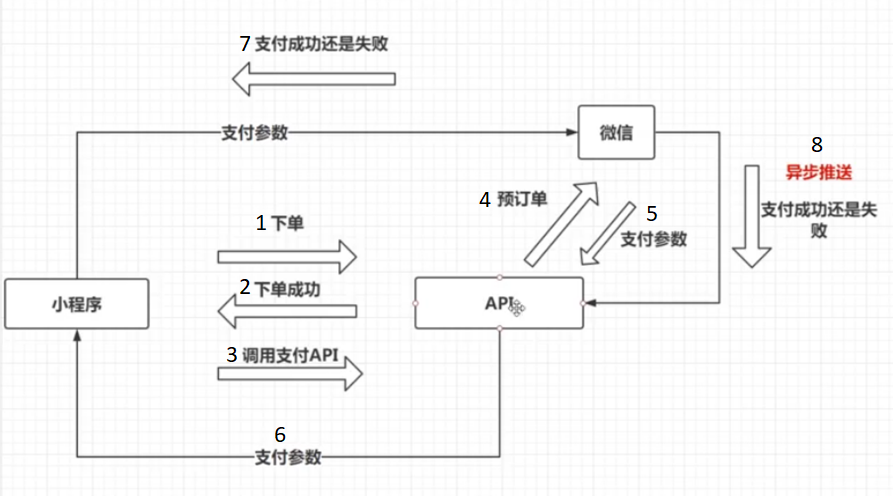 7 支付成功还是失败
支付参数
微信
8
异步推送
支付成功还是失
败
4 预订单
5
支付参数
1 下单
2 下单成功
小程序
API
3 调用支付API
6
支付参数